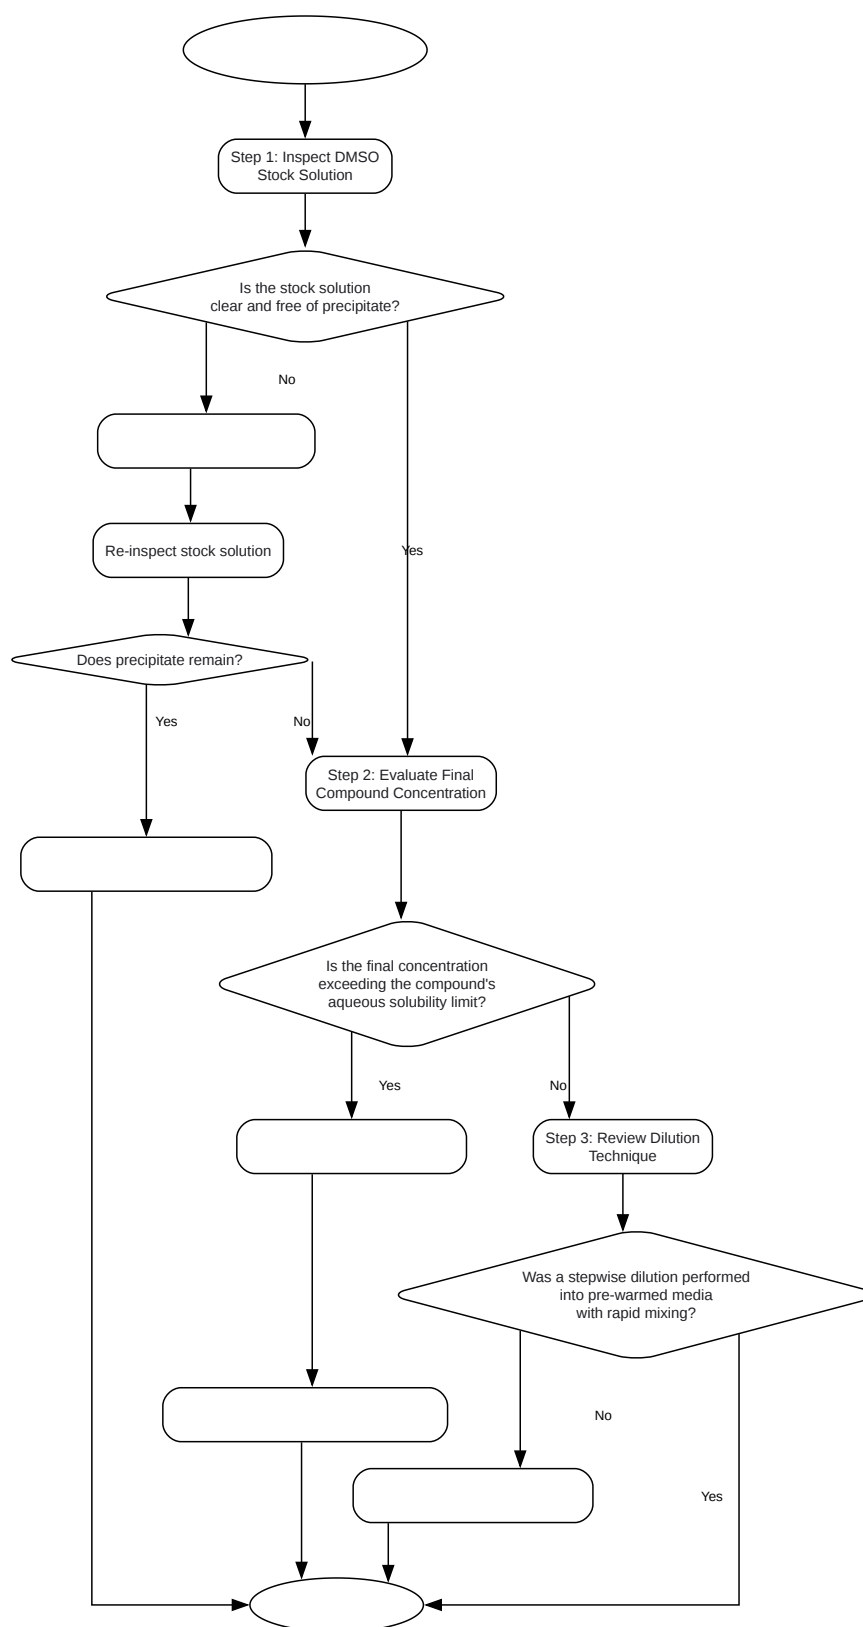 Step 1: Inspect DMSO
Stock Solution
Is the stock solution
clear and free of precipitate?
No
Yes
Re-inspect stock solution
Does precipitate remain?
Yes
No
Step 2: Evaluate Final
Compound Concentration
Is the final concentration
exceeding the compound's
aqueous solubility limit?
Yes
No
Step 3: Review Dilution
Technique
Was a stepwise dilution performed
into pre-warmed media
with rapid mixing?
No
Yes